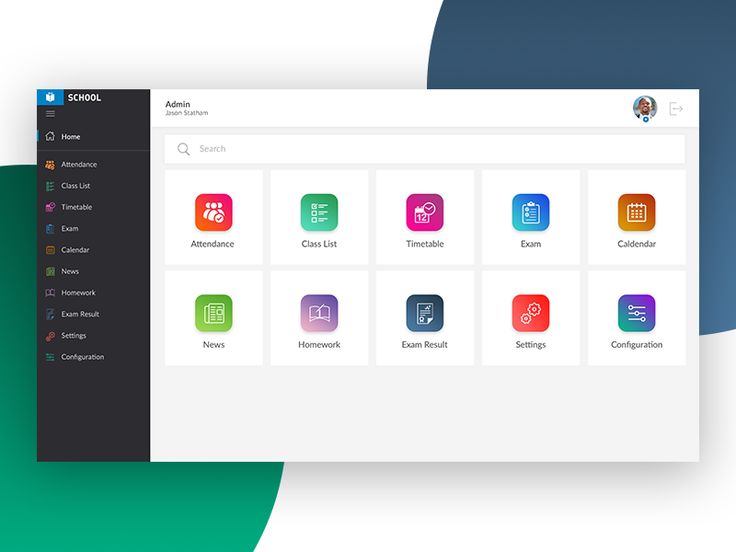 SCHOOL
Home
Attendance
Class List
Timetable
Exam
Calendar
News
Homework
Exam Result
Settings
Configuration
Admin
Jason Statham
Search
Attendance
Class List
12
Timetable
Exam
Caldendar
News
1
Homework
A+
Exam Result
Settings
Configuration